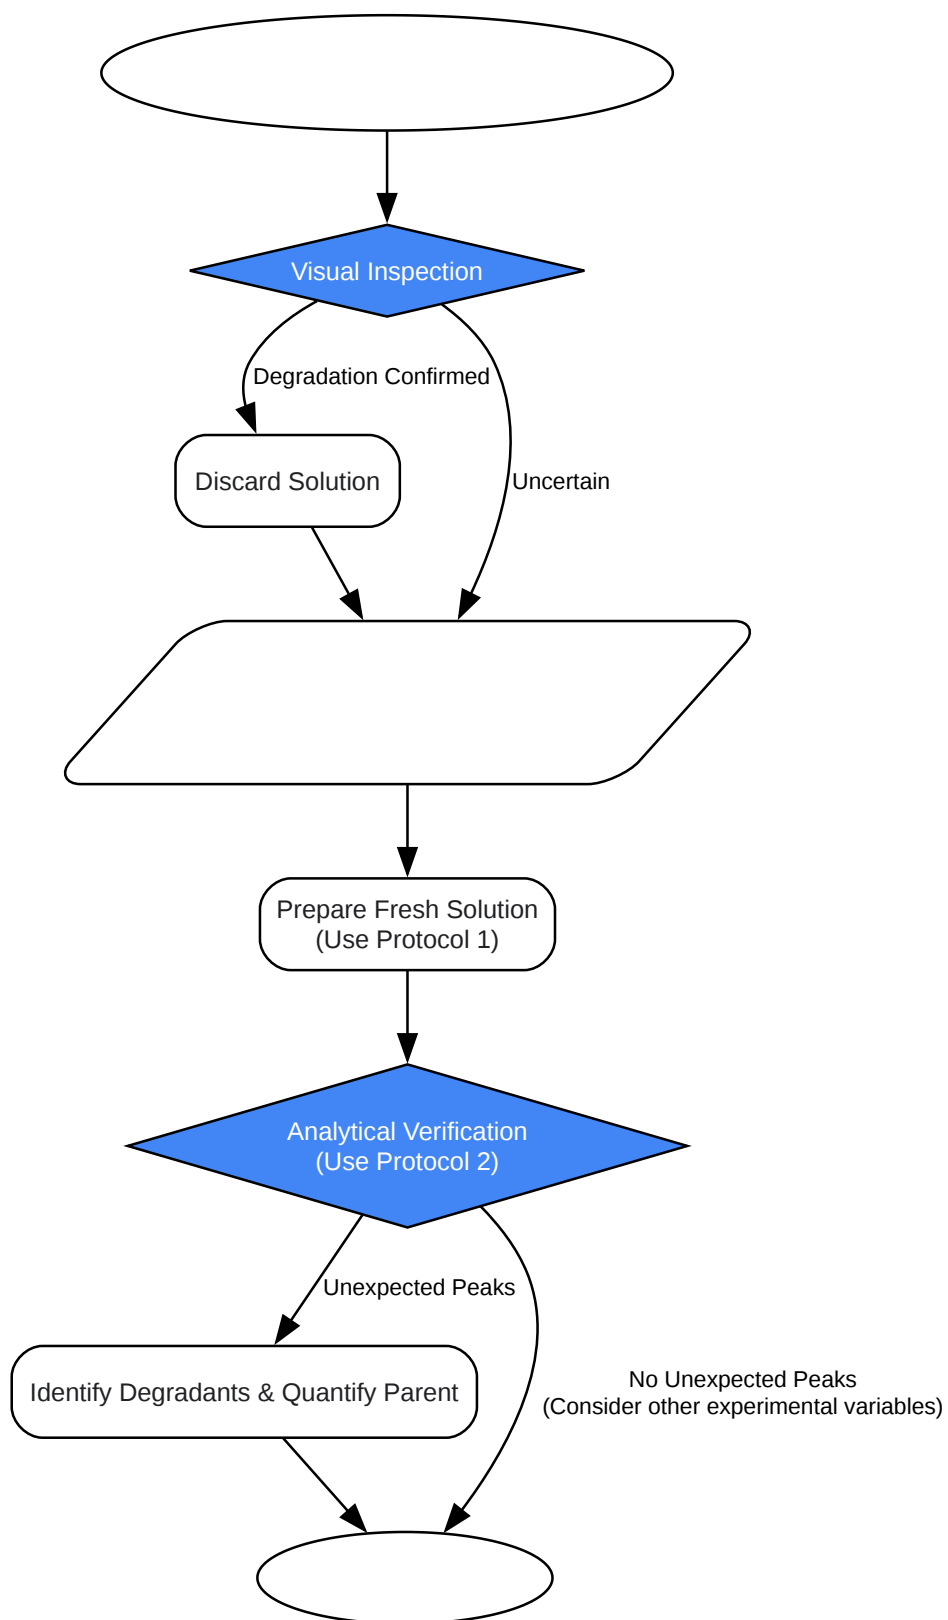 Visual Inspection
Degradation Confirmed
Discard Solution
Uncertain
Prepare Fresh Solution
(Use Protocol 1)
Analytical Verification
(Use Protocol 2)
Unexpected Peaks
No Unexpected Peaks
(Consider other experimental variables)
Identify Degradants & Quantify Parent